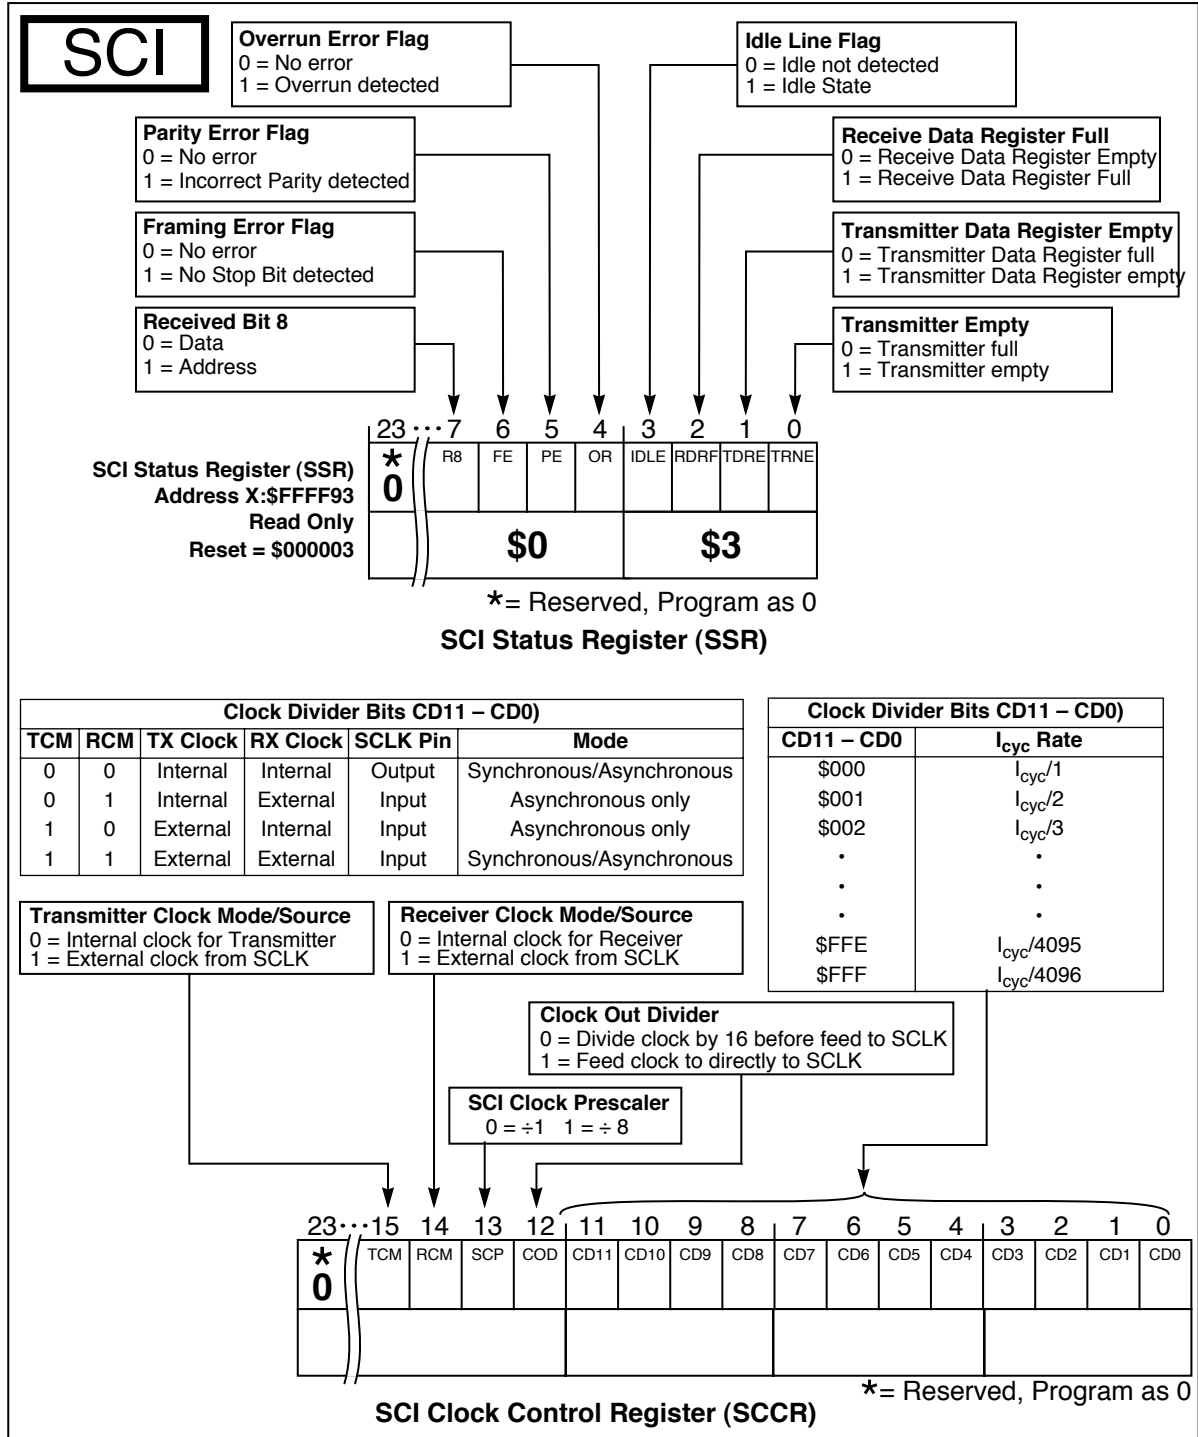 SCI
Overrun Error Flag
0 = No error
1 = Overrun detected
Idle Line Flag
0 = Idle not detected
1 = Idle State
Parity Error Flag
0 = No error
1 = Incorrect Parity detected
Receive Data Register Full
0 = Receive Data Register Empty
1 = Receive Data Register Full
Framing Error Flag
0 = No error
1 = No Stop Bit detected
Transmitter Data Register Empty
0 = Transmitter Data Register full
1 = Transmitter Data Register empty
Received Bit 8
0 = Data
1 = Address
Transmitter Empty
0 = Transmitter full
1 = Transmitter empty
23 ··· 7 6 5 4 3 2 1 0
* R8 FE PE OR IDLE RDRF TDRE TRNE
0
SCI Status Register (SSR)
Address X:$FFFF93
Read Only
Reset = $000003
$0 $3
*= Reserved, Program as 0
SCI Status Register (SSR)
Clock Divider Bits CD11 – CD0)
TCM RCM TX Clock RX Clock SCLK Pin Mode
0 0 Internal Internal Output Synchronous/Asynchronous
0 1 Internal External Input Asynchronous only
1 0 External Internal Input Asynchronous only
1 1 External External Input Synchronous/Asynchronous
Clock Divider Bits CD11 – CD0)
CD11 – CD0 Icyc Rate
$000 Icyc/1
$001 Icyc/2
$002 Icyc/3
· ·
· ·
· ·
$FFE Icyc/4095
$FFF Icyc/4096
Transmitter Clock Mode/Source
0 = Internal clock for Transmitter
1 = External clock from SCLK
Receiver Clock Mode/Source
0 = Internal clock for Receiver
1 = External clock from SCLK
Clock Out Divider
0 = Divide clock by 16 before feed to SCLK
1 = Feed clock to directly to SCLK
SCI Clock Prescaler
0 = ÷1 1 = ÷ 8
23 ··· 15 14 13 12 11 10 9 8 7 6 5 4 3 2 1 0
* TCM RCM SCP COD CD11 CD10 CD9 CD8 CD7 CD6 CD5 CD4 CD3 CD2 CD1 CD0
0
*= Reserved, Program as 0
SCI Clock Control Register (SCCR)